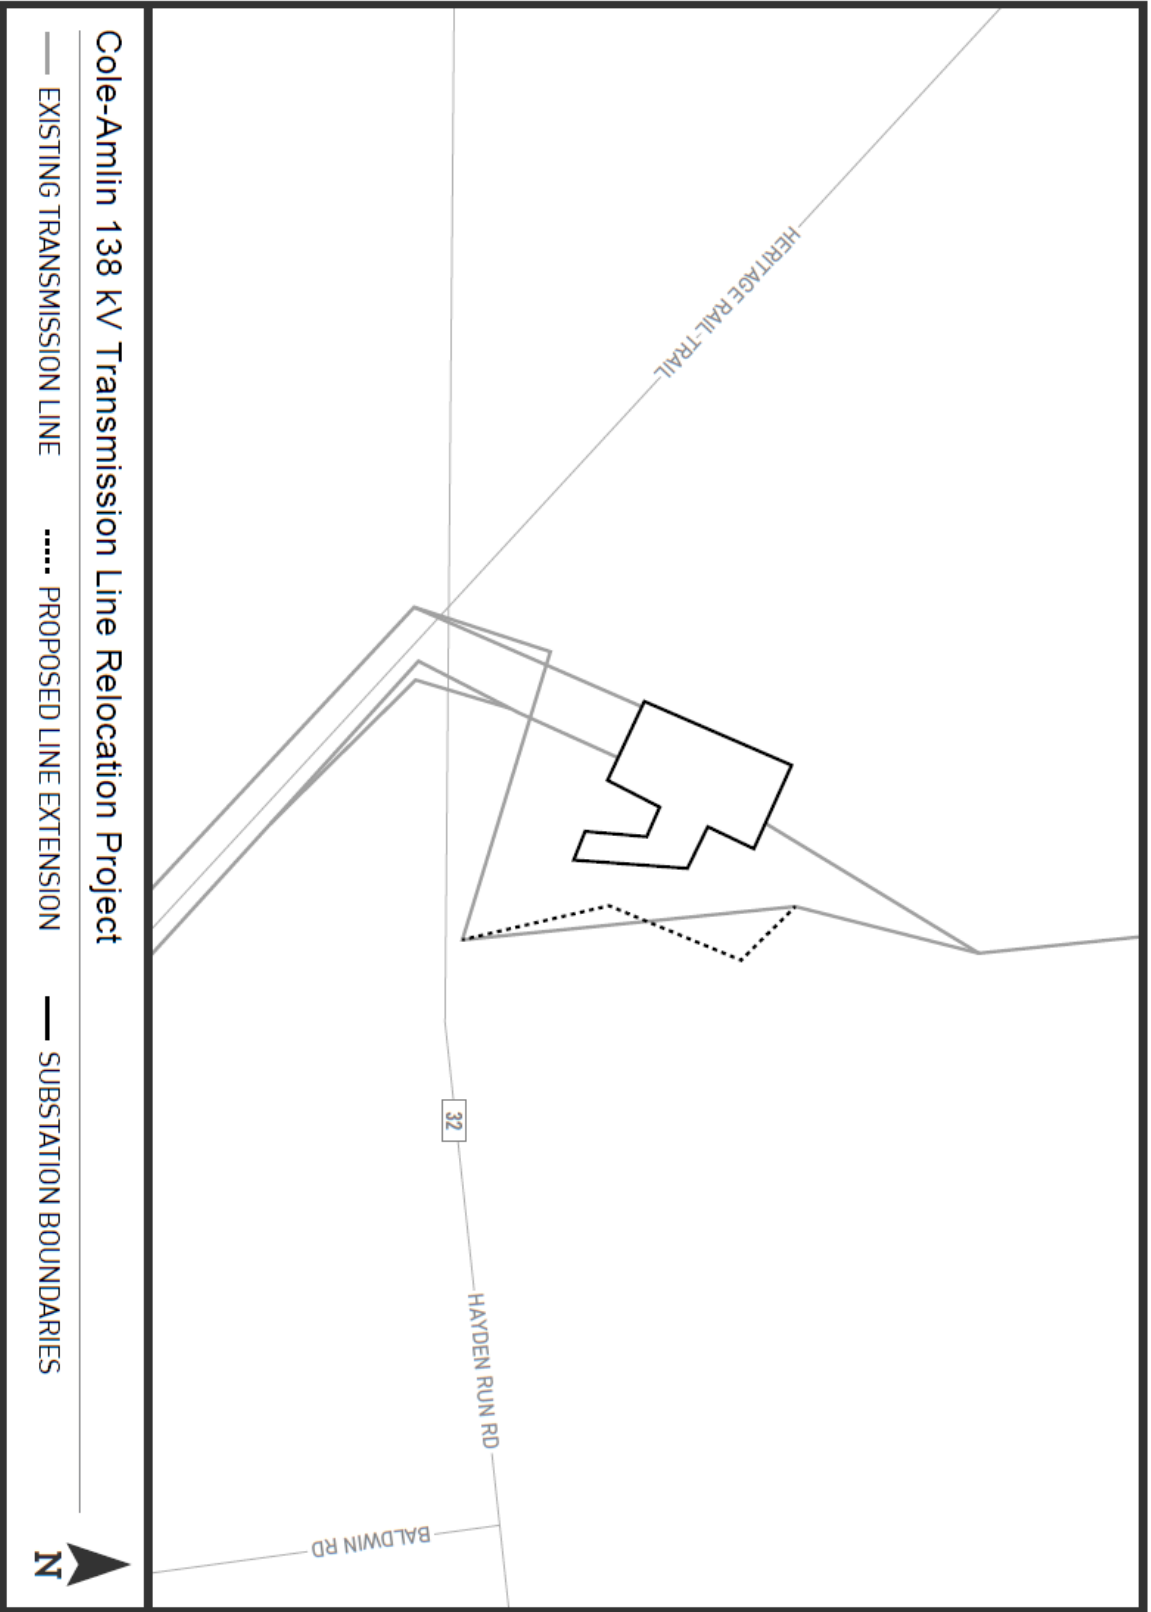 HERITAGE RAIL-TRAIL
32
HAYDEN RUN RD
BALDWIN RD
Cole-Amlin 138 kV Transmission Line Relocation Project
EXISTING TRANSMISSION LINE PROPOSED LINE EXTENSION SUBSTATION BOUNDARIES
N